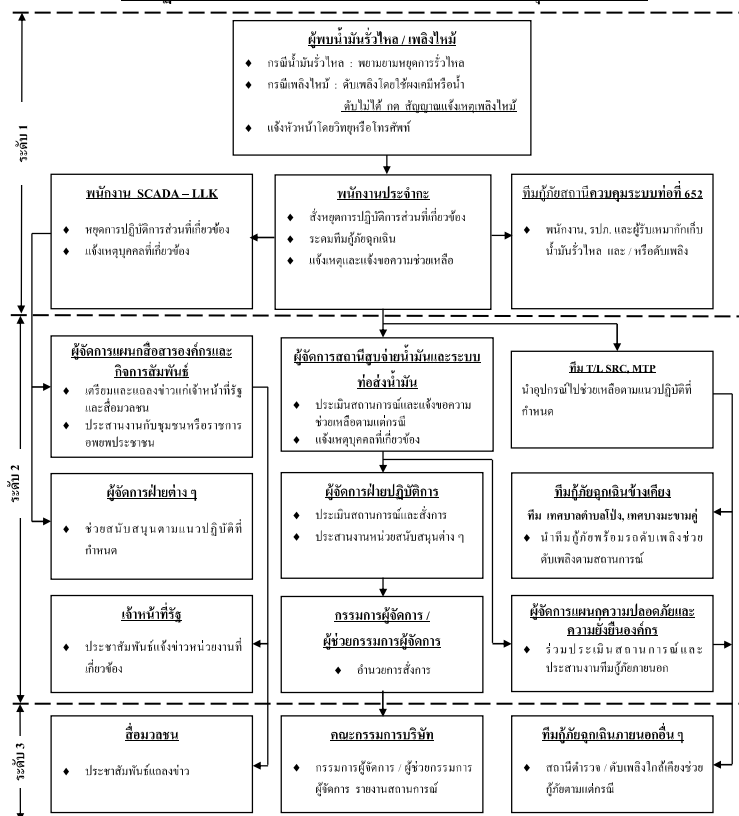 ผู้พบน้ำมันรั่วไหล / เพลิงไหม้
♦ กรณีน้ำมันรั่วไหล : พยายามหยุดการรั่วไหล
♦ กรณีเพลิงไหม้ : ดับเพลิงโดยใช้ผงเคมีหรือน้ำ
ดับไม่ได้ กด สัญญาณแจ้งเหตุเพลิงไหม้
♦ แจ้งหัวหน้าโดยวิทยุหรือโทรศัพท์
ระดับ 1
พนักงาน SCADA – LLK
♦ หยุดการปฏิบัติการส่วนที่เกี่ยวข้อง
♦ แจ้งเหตุบุคคลที่เกี่ยวข้อง
พนักงานประจำกะ
♦ สั่งหยุดการปฏิบัติการส่วนที่เกี่ยวข้อง
♦ ระดมทีมกู้ภัยฉุกเฉิน
♦ แจ้งเหตุและแจ้งขอความช่วยเหลือ
ทีมกู้ภัยสถานีควบคุมระบบท่อที่ 652
♦ พนักงาน, รปภ. และผู้รับเหมากักเก็บ
น้ำมันรั่วไหล และ / หรือดับเพลิง
ระดับ 2
ผู้จัดการแผนกสื่อสารองค์กรและ
กิจการสัมพันธ์
♦ เตรียมและแถลงข่าวแก่เจ้าหน้าที่รัฐ
และสื่อมวลชน
♦ ประสานงานกับชุมชนหรือราชการ
อพยพประชาชน
ผู้จัดการสถานีสูบจ่ายน้ำมันและระบบ
ท่อส่งน้ำมัน
♦ ประเมินสถานการณ์และแจ้งขอความ
ช่วยเหลือตามแต่กรณี
♦ แจ้งเหตุบุคคลที่เกี่ยวข้อง
ทีม T/L SRC, MTP
นำอุปกรณ์ไปช่วยเหลือตามแนวปฏิบัติที่
กำหนด
ผู้จัดการฝ่ายต่าง ๆ
♦ ช่วยสนับสนุนตามแนวปฏิบัติที่
กำหนด
ผู้จัดการฝ่ายปฏิบัติการ
♦ ประเมินสถานการณ์และสั่งการ
♦ ประสานงานหน่วยสนับสนุนต่าง ๆ
ทีมกู้ภัยฉุกเฉินข้างเคียง
ทีม เทศบาลตำบลโป่ง, เทศบางมะขามคู่
♦ นำทีมกู้ภัยพร้อมรถดับเพลิงช่วย
ดับเพลิงตามสถานการณ์
เจ้าหน้าที่รัฐ
♦ ประชาสัมพันธ์แจ้งข่าวหน่วยงานที่
เกี่ยวข้อง
กรรมการผู้จัดการ /
ผู้ช่วยกรรมการผู้จัดการ
♦ อำนวยการสั่งการ
ผู้จัดการแผนกความปลอดภัยและ
ความยั่งยืนองค์กร
♦ ร่วมประเมินสถานการณ์และ
ประสานงานทีมกู้ภัยภายนอก
ระดับ 3
สื่อมวลชน
♦ ประชาสัมพันธ์แถลงข่าว
คณะกรรมการบริษัท
♦ กรรมการผู้จัดการ / ผู้ช่วยกรรมการ
ผู้จัดการ รายงานสถานการณ์
ทีมกู้ภัยฉุกเฉินภายนอกอื่น ๆ
♦ สถานีตำรวจ / ดับเพลิงใกล้เคียงช่วย
กู้ภัยตามแต่กรณี